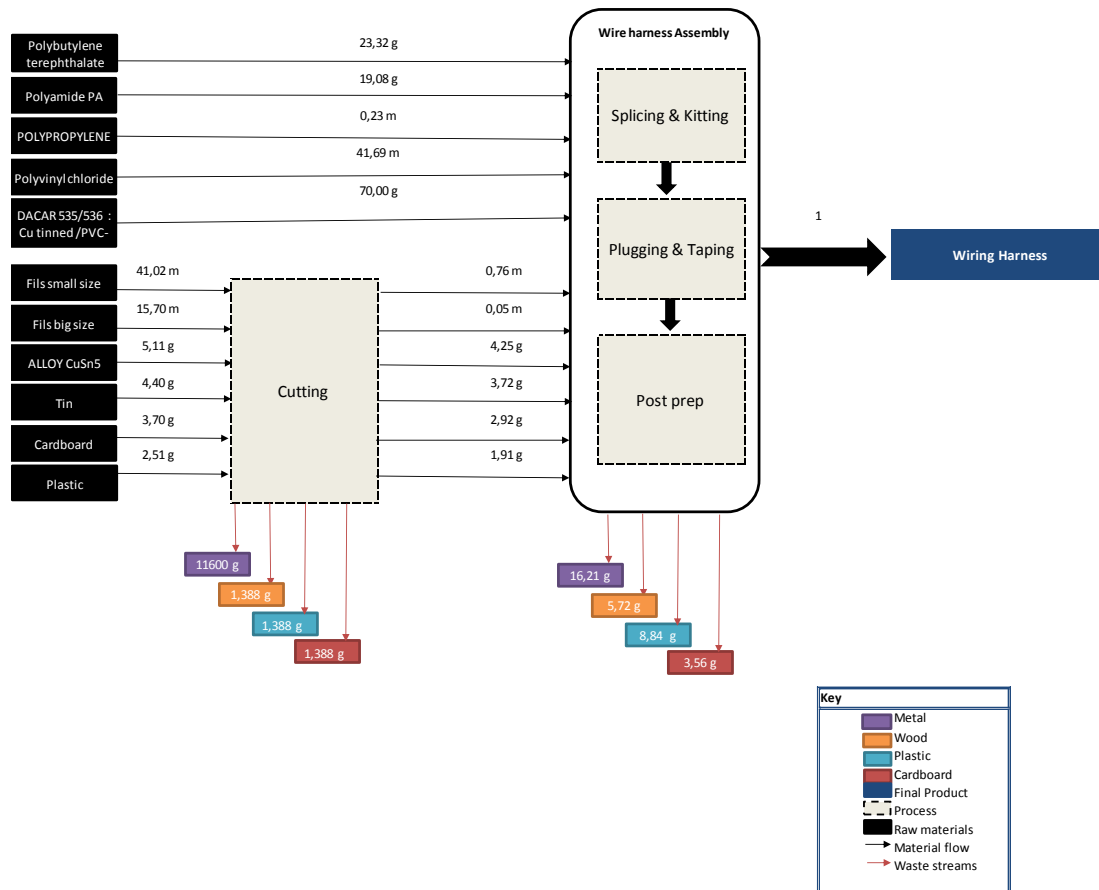 Wire harness Assembly
Polybutylene
terephthalate
23,32 g
Polyamide PA
19,08 g
POLYPROPYLENE
0,23 m
Polyvinyl chloride
41,69 m
DACAR 535/536 :
Cu tinned /PVC-
70,00 g
Splicing & Kitting
Plugging & Taping
Post prep
1
Wiring Harness
Fils small size
41,02 m
0,76 m
Fils big size
15,70 m
0,05 m
ALLOY CuSn5
5,11 g
4,25 g
Tin
4,40 g
3,72 g
Cardboard
3,70 g
2,92 g
Plastic
2,51 g
1,91 g
Cutting
11600 g
1,388 g
1,388 g
1,388 g
16,21 g
5,72 g
8,84 g
3,56 g
Key
Metal
Wood
Plastic
Cardboard
Final Product
Process
Raw materials
Material flow
Waste streams